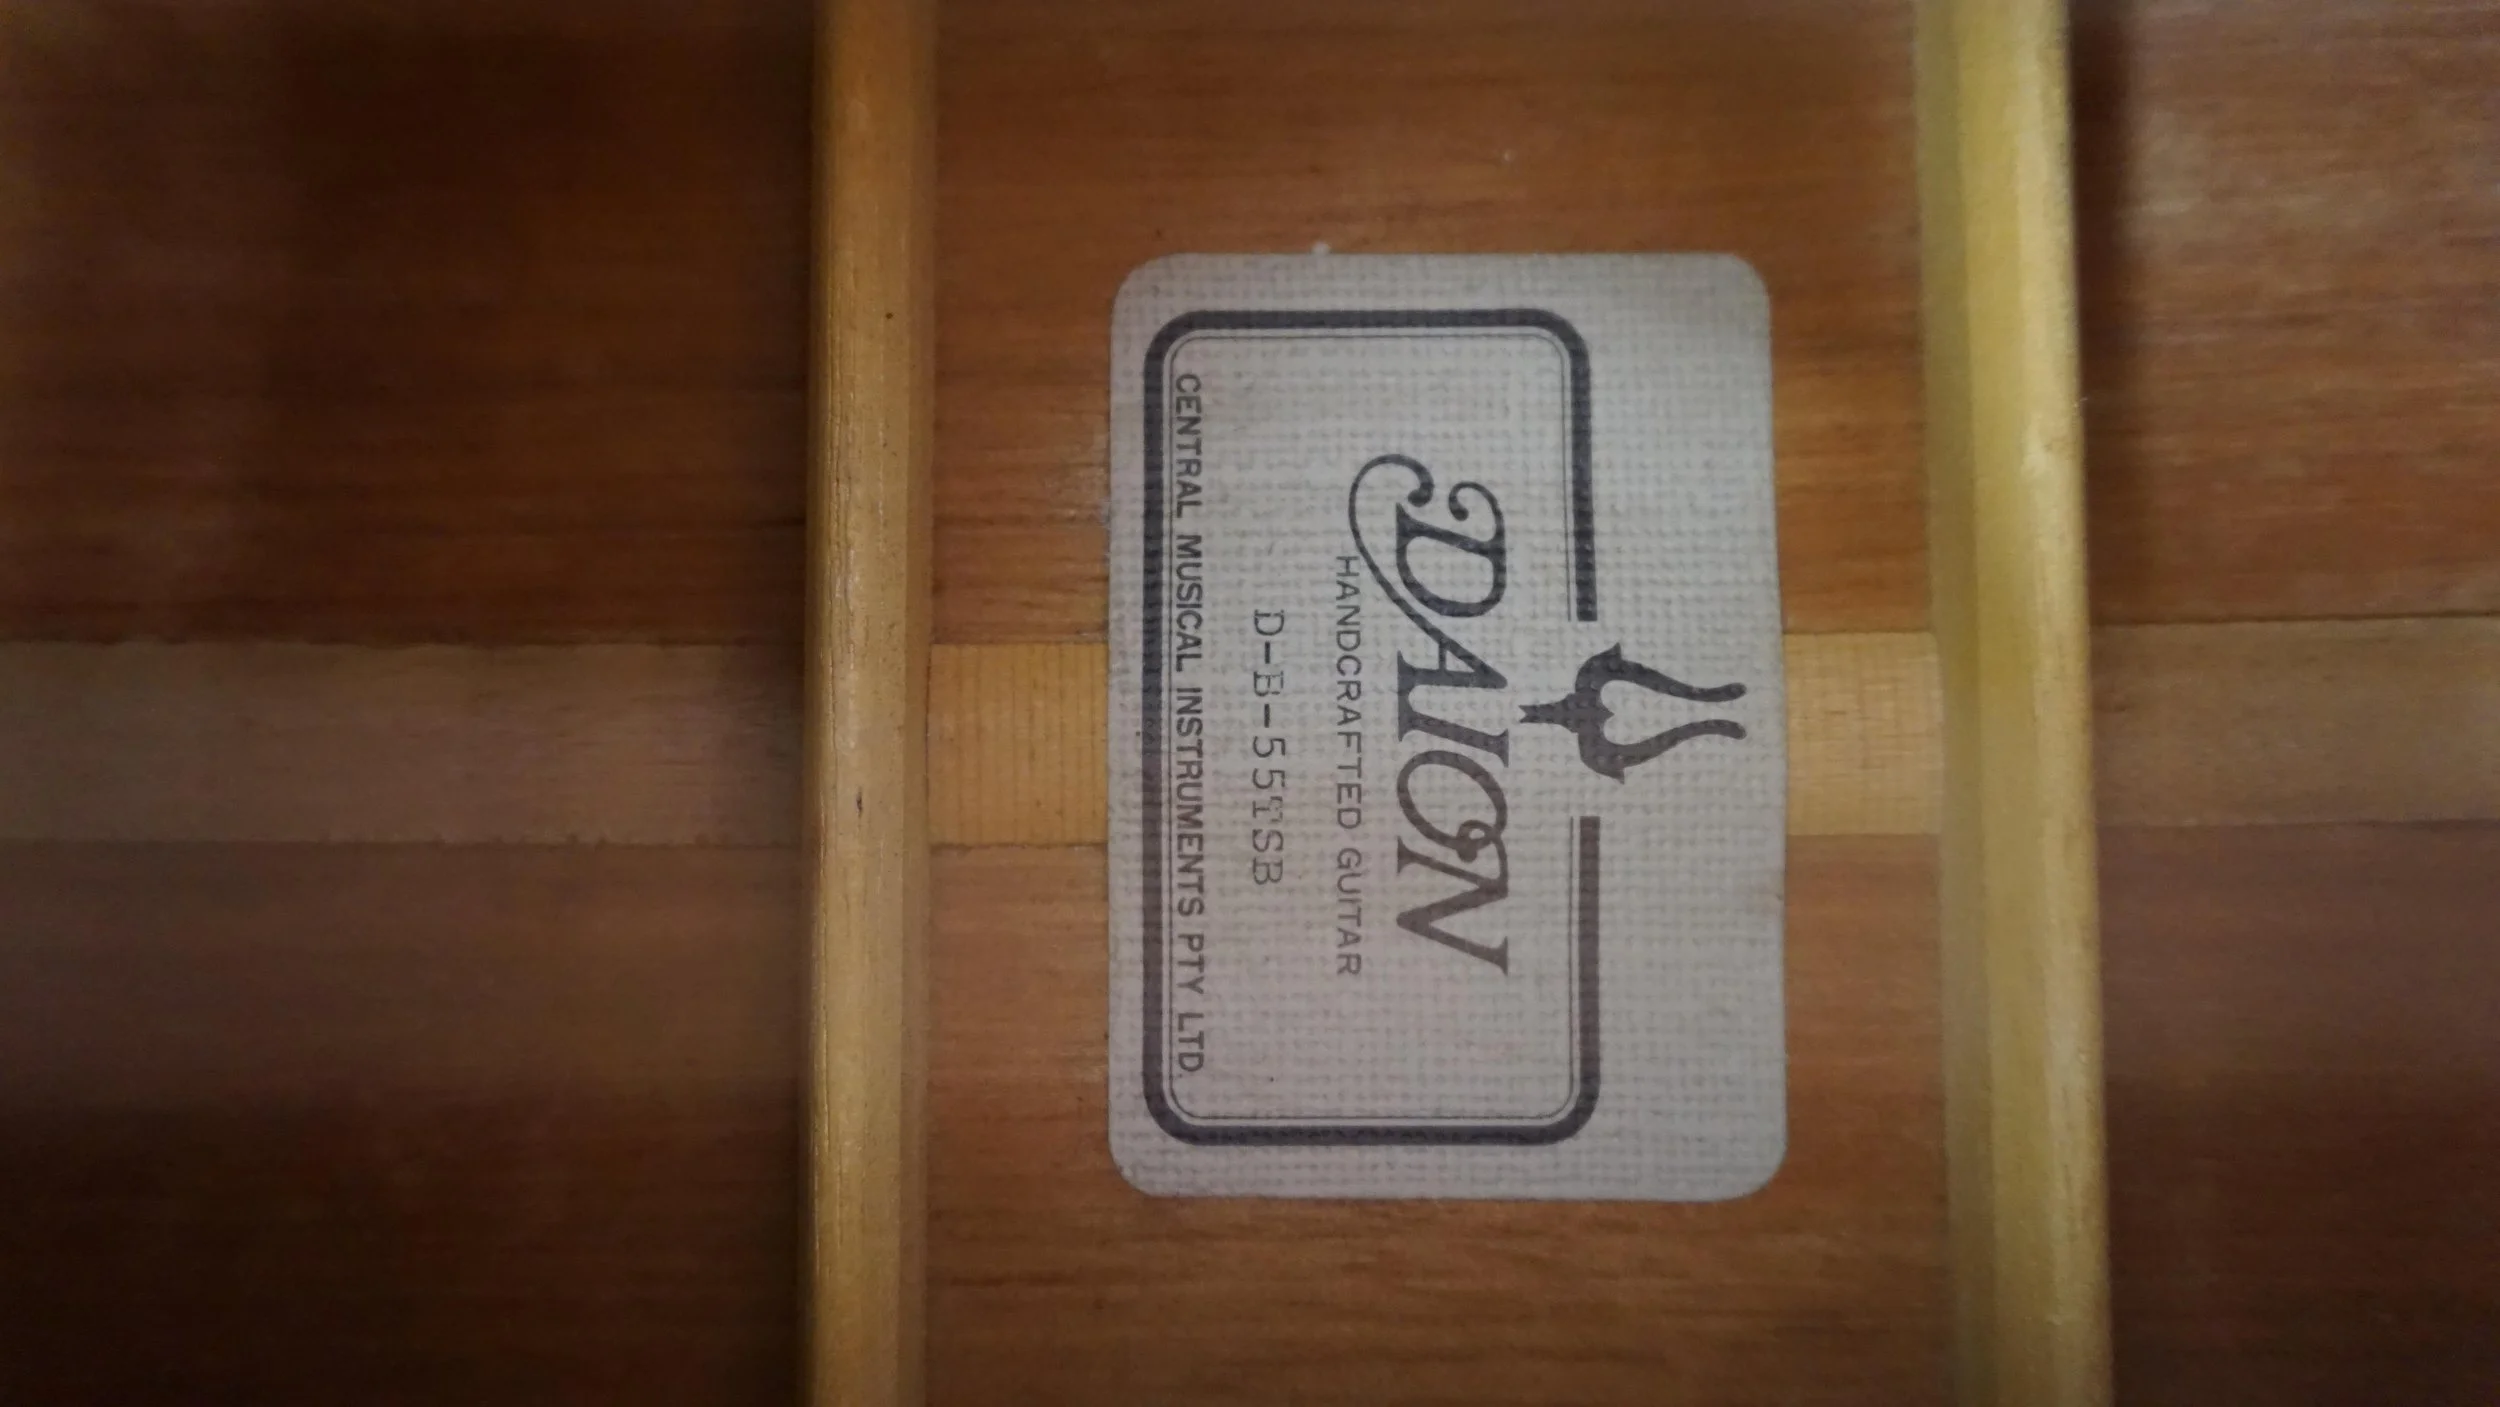 DAION
HANDCRAFTED GUITAR
D-B-55TSB
CENTRAL MUSICAL INSTRUMENTS PTY LTD.